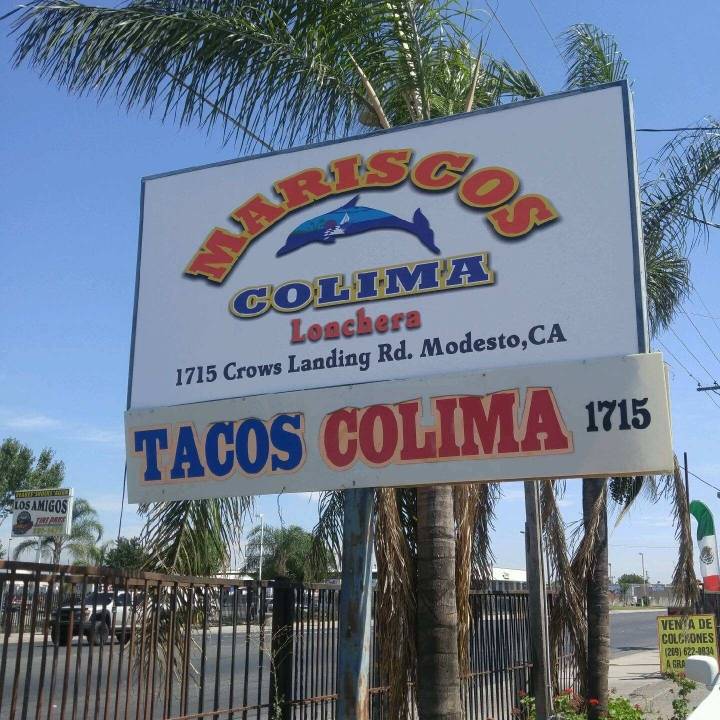 MARISCOS
COLIMA
Lonchera
1715 Crows Landing Rd. Modesto,CA
TACOS COLIMA 1715
LOS AMIGOS
VENTA DE
COLCHONES
(209) 622-0834